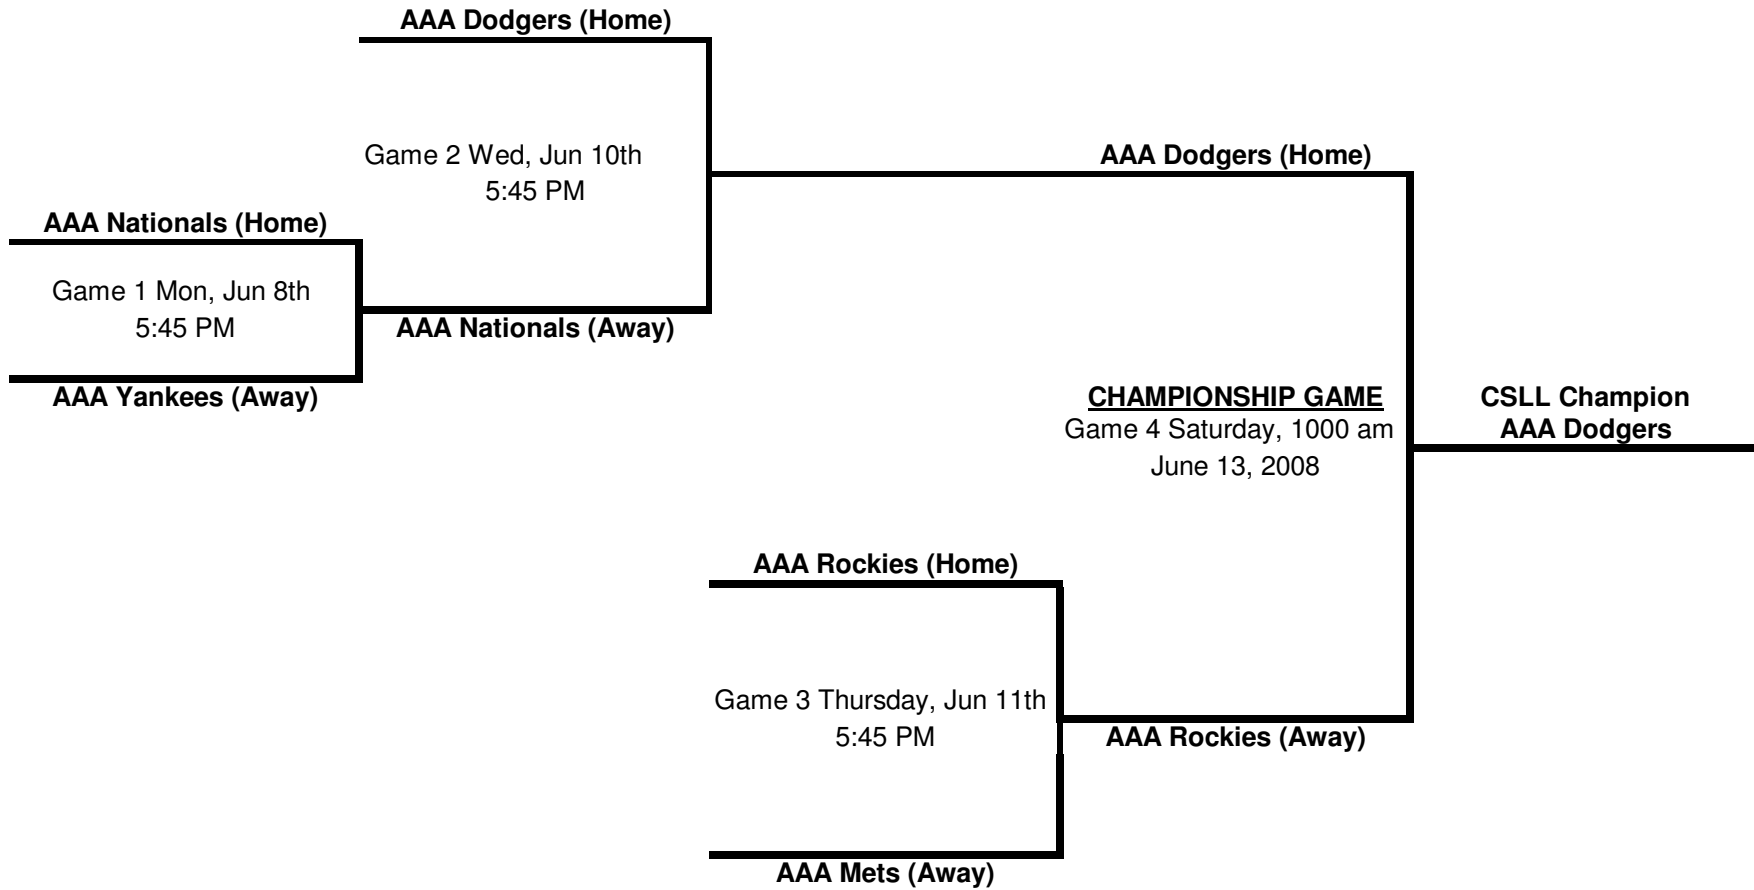 AAA Dodgers (Home)
Game 2 Wed, Jun 10th
5:45 PM
AAA Dodgers (Home)
AAA Nationals (Home)
Game 1 Mon, Jun 8th
5:45 PM
AAA Nationals (Away)
AAA Yankees (Away)
CHAMPIONSHIP GAME
Game 4 Saturday, 1000 am
June 13, 2008
CSLL Champion
AAA Dodgers
AAA Rockies (Home)
Game 3 Thursday, Jun 11th
5:45 PM
AAA Rockies (Away)
AAA Mets (Away)